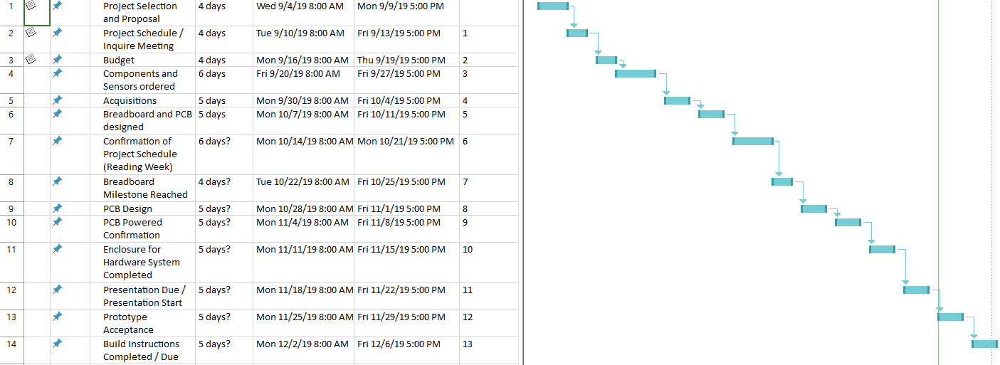 1 Project Selection 4 days Wed 9/4/19 8:00 AM Mon 9/9/19 5:00 PM
and Proposal
2 Project Schedule / 4 days Tue 9/10/19 8:00 AM Fri 9/13/19 5:00 PM 1
Inquire Meeting
3 Budget 4 days Mon 9/16/19 8:00 AM Thu 9/19/19 5:00 PM 2
4 Components and 6 days Fri 9/20/19 8:00 AM Fri 9/27/19 5:00 PM 3
Sensors ordered
5 Acquisitions 5 days Mon 9/30/19 8:00 AM Fri 10/4/19 5:00 PM 4
6 Breadboard and PCB 5 days Mon 10/7/19 8:00 AM Fri 10/11/19 5:00 PM 5
designed
7 Confirmation of 6 days? Mon 10/14/19 8:00 AM Mon 10/21/19 5:00 PM 6
Project Schedule
(Reading Week)
8 Breadboard 4 days? Tue 10/22/19 8:00 AM Fri 10/25/19 5:00 PM 7
Milestone Reached
9 PCB Design 5 days? Mon 10/28/19 8:00 AM Fri 11/1/19 5:00 PM 8
10 PCB Powered 5 days? Mon 11/4/19 8:00 AM Fri 11/8/19 5:00 PM 9
Confirmation
11 Enclosure for 5 days? Mon 11/11/19 8:00 AM Fri 11/15/19 5:00 PM 10
Hardware System
Completed
12 Presentation Due / 5 days? Mon 11/18/19 8:00 AM Fri 11/22/19 5:00 PM 11
Presentation Start
13 Prototype 5 days? Mon 11/25/19 8:00 AM Fri 11/29/19 5:00 PM 12
Acceptance
14 Build Instructions 5 days? Mon 12/2/19 8:00 AM Fri 12/6/19 5:00 PM 13
Completed / Due